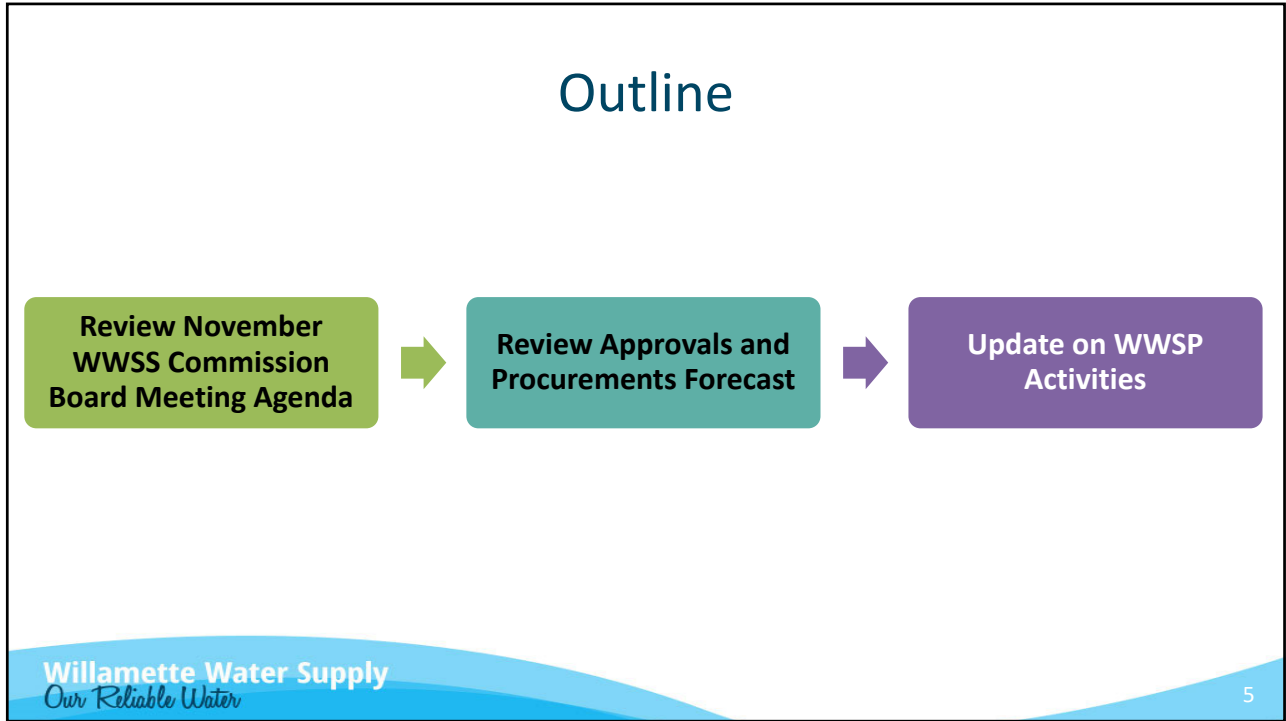 Outline
Review November
WWSS Commission
Board Meeting Agenda
Review Approvals and
Procurements Forecast
Update on WWSP
Activities
Willamette Water Supply
Our Reliable Water
5